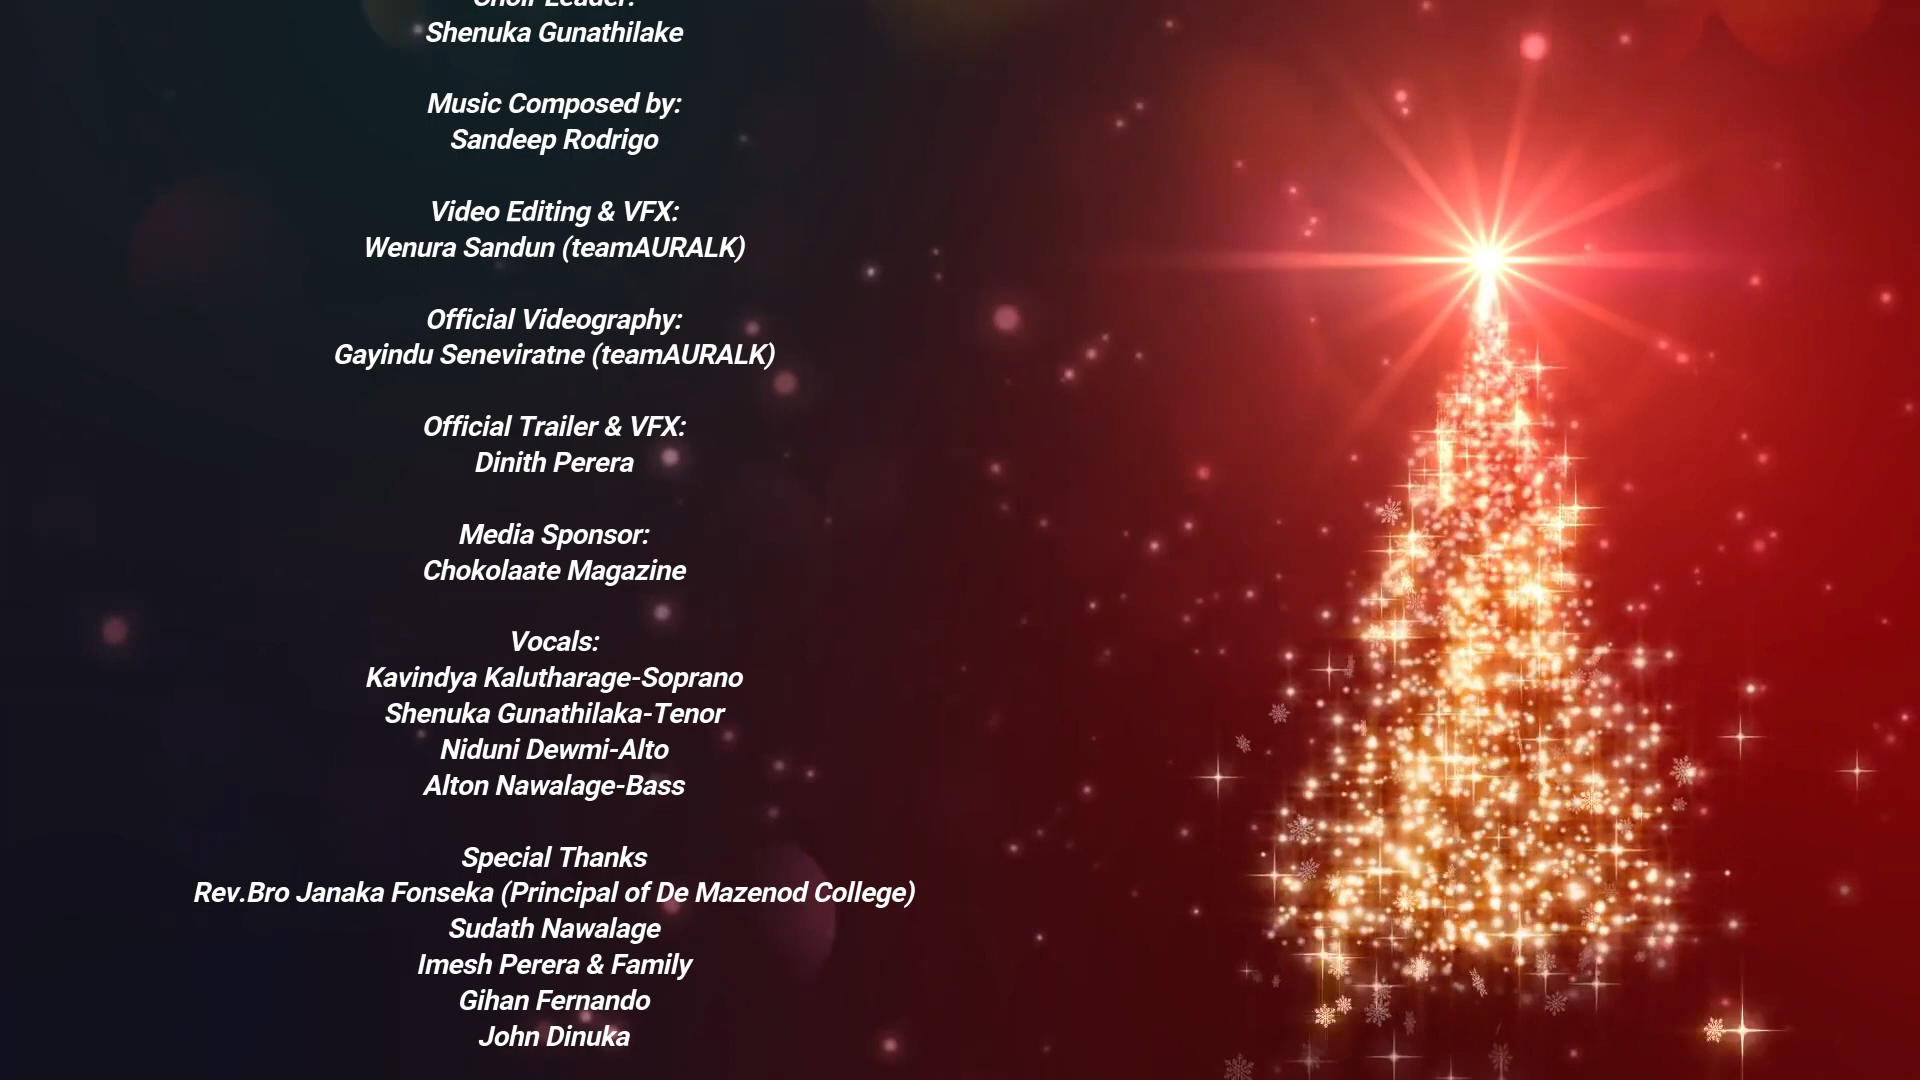 Choir Leader:
Shenuka Gunathilake
Music Composed by:
Sandeep Rodrigo
Video Editing & VFX:
Wenura Sandun (teamAURALK)
Official Videography:
Gayindu Seneviratne (teamAURALK)
Official Trailer & VFX:
Dinith Perera
Media Sponsor:
Chokolaate Magazine
Vocals:
Kavindya Kalutharage-Soprano
Shenuka Gunathilaka-Tenor
Niduni Dewmi-Alto
Alton Nawalage-Bass
Special Thanks
Rev.Bro Janaka Fonseka (Principal of De Mazenod College)
Sudath Nawalage
Imesh Perera & Family
Gihan Fernando
John Dinuka